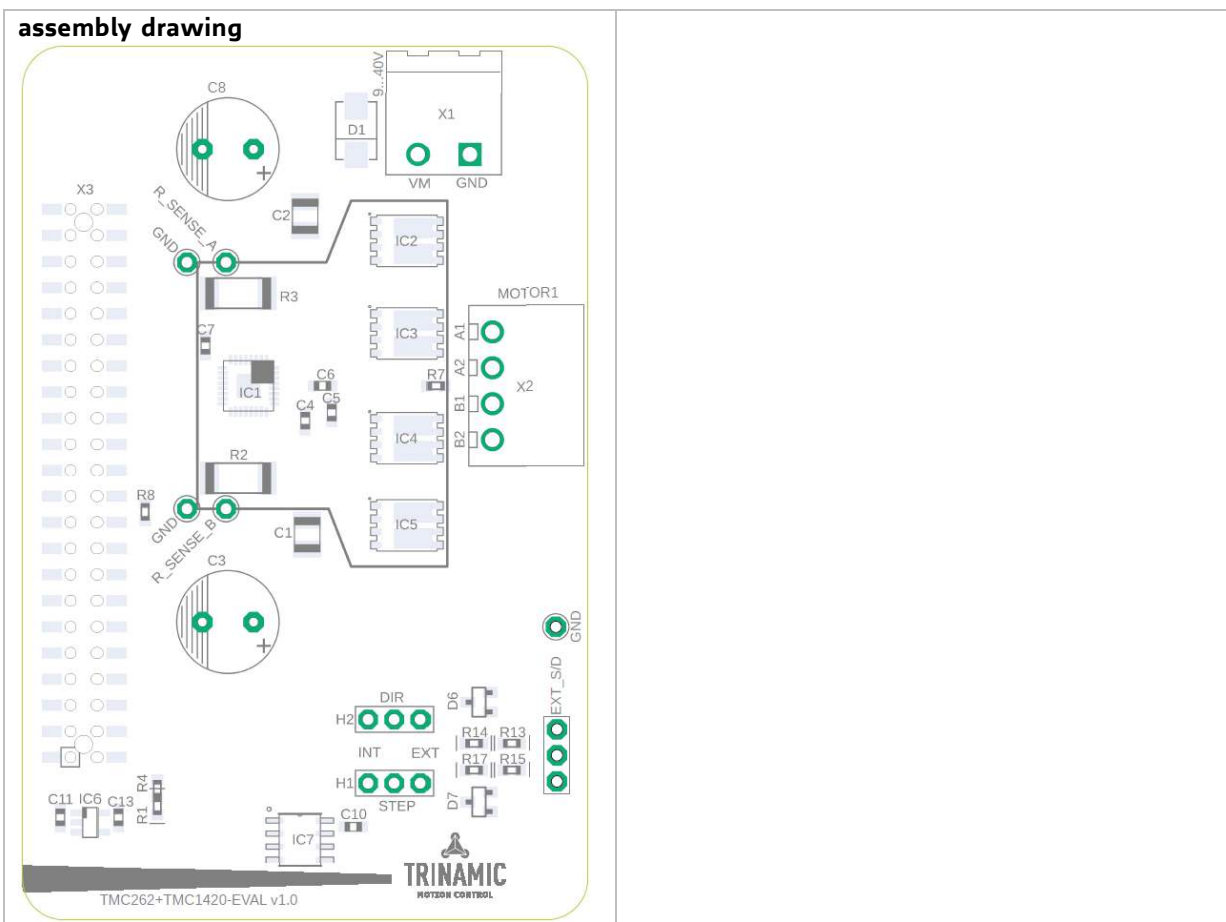 assembly drawing
9...40V
C8
X1
D1
VM
GND
X3
R_SENSE_A
C2
GND
IC2
R3
MOTOR1
C7
IC3
A1
A2
X2
B1
B2
C6
R7
IC1
C4
C5
IC4
R2
R8
GND
R_SENSE_B
C1
IC5
C3
GND
EXT_S/D
DIR
D6
H2
R14
R13
INT
EXT
R17
R15
H1
STEP
D7
R4
R1
C11
IC6
C13
C10
IC7
TRINAMIC
MOTION CONTROL
TMC262+TMC1420-EVAL v1.0